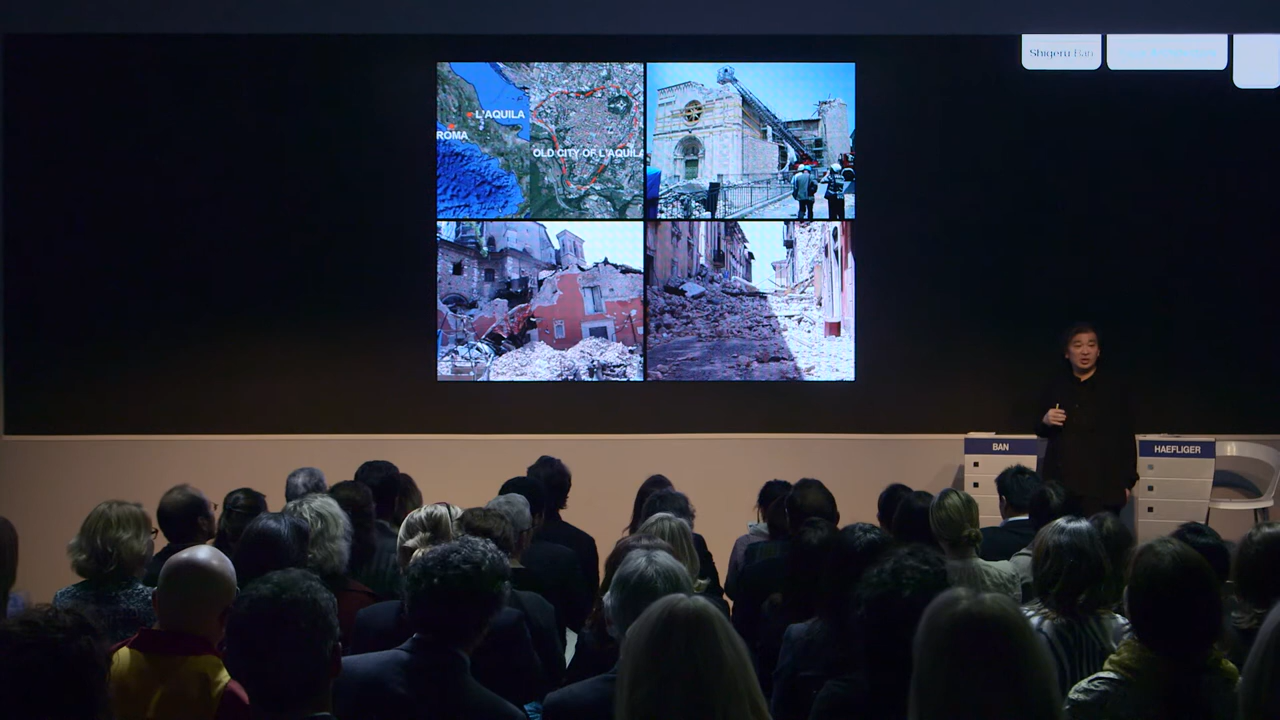 Shigeru Ban
L'AQUILA
ROMA
OLD CITY OF L'AQUILA
BAN
HAEFLIGER